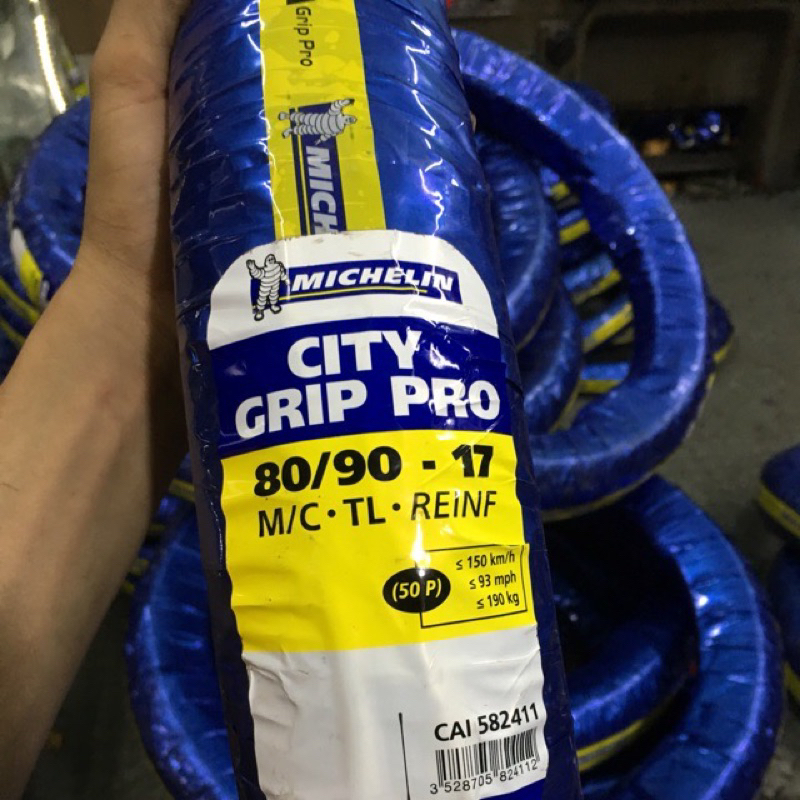 Grip Pro
MICH
MICHELIN
CITY
GRIP PRO
80/90 - 17
M/C • TL • REINF
(50 P)
≤ 150 km/h
≤ 93 mph
≤ 190 kg
CAI 582411
3 528705 824112